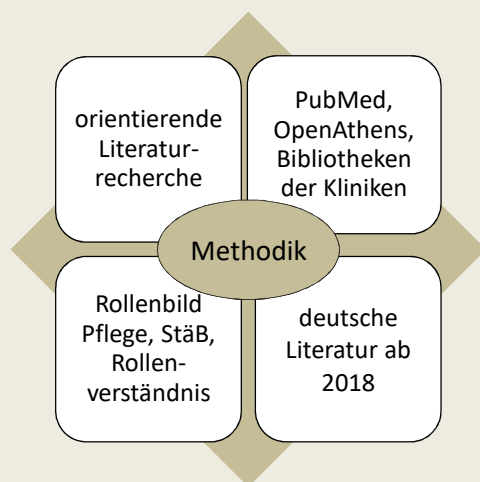 orientierende
Literatur-
recherche
PubMed,
OpenAthens,
Bibliotheken
der Kliniken
Methodik
Rollenbild
Pflege, StäB,
Rollen-
verständnis
deutsche
Literatur ab
2018